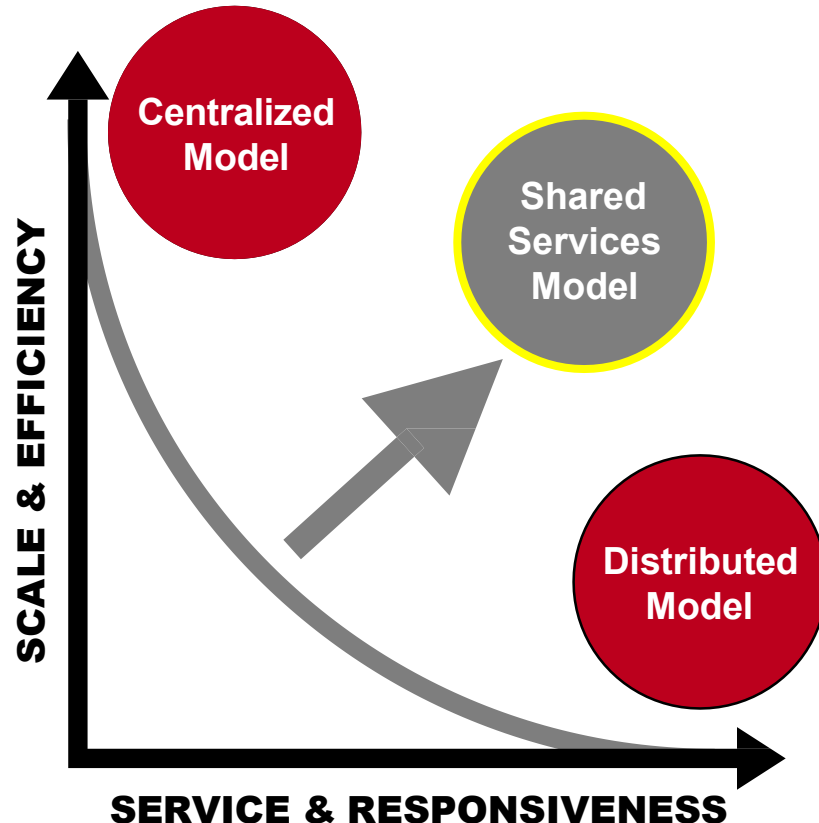 Centralized
Model
Shared
Services
Model
SCALE & EFFICIENCY
Distributed
Model
SERVICE & RESPONSIVENESS